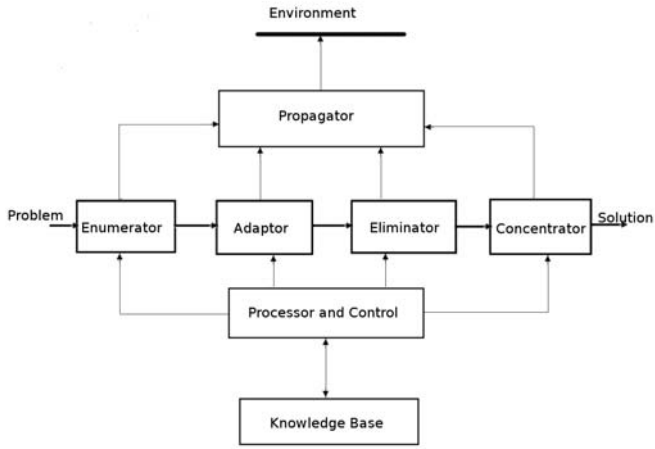 Environment
Propagator
Problem
Enumerator
Adaptor
Eliminator
Concentrator
Solution
Processor and Control
Knowledge Base